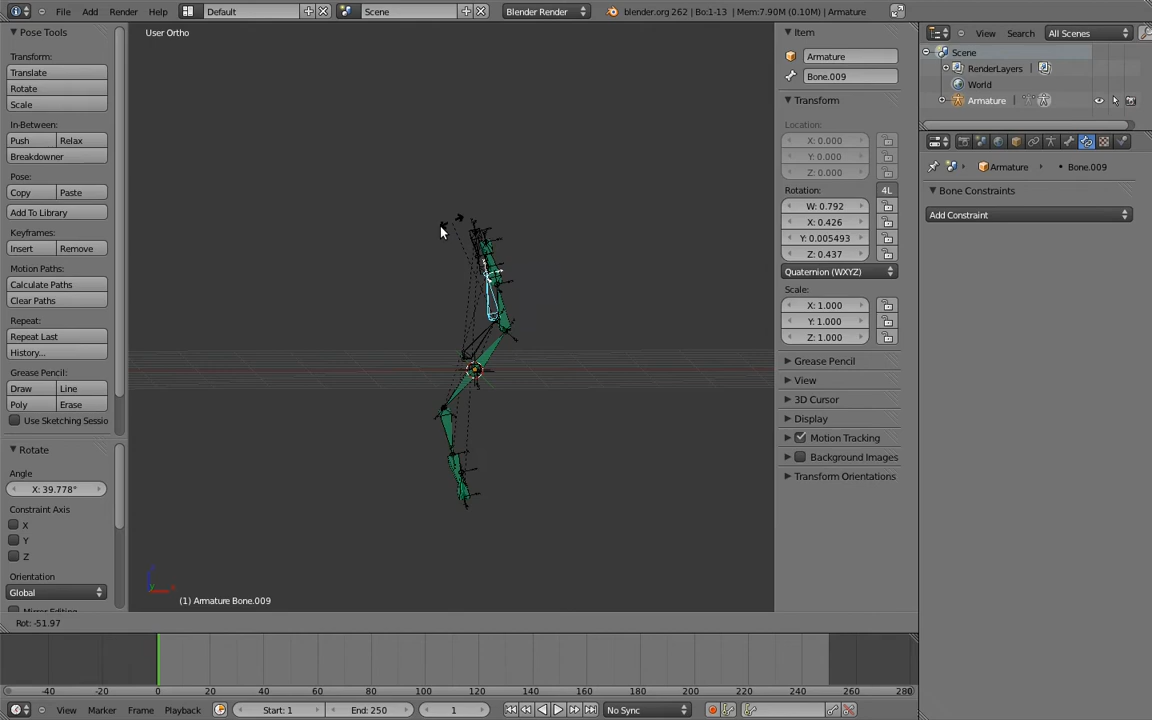 File Add Render Help Default Scene Blender Render blender.org 262 | Bo:1-13 | Mem:7.90M (0.10M) | Armature
Pose Tools
Transform:
Translate
Rotate
Scale
In-Between:
Push Relax
Breakdowner
Pose:
Copy Paste
Add To Library
Keyframes:
Insert Remove
Motion Paths:
Calculate Paths
Clear Paths
Repeat:
Repeat Last
History...
Grease Pencil:
Draw Line
Poly Erase
Use Sketching Sessio
Rotate
Angle
X: 39.778°
Constraint Axis
X
Y
Z
Orientation
Global
User Ortho
(1) Armature Bone.009
Rot: -51.97
Item
Armature
Bone.009
Transform
Location:
X: 0.000
Y: 0.000
Z: 0.000
Rotation: 4L
W: 0.792
X: 0.426
Y: 0.005493
Z: 0.437
Quaternion (WXYZ)
Scale:
X: 1.000
Y: 1.000
Z: 1.000
Grease Pencil
View
3D Cursor
Display
Motion Tracking
Background Images
Transform Orientations
View Search All Scenes
Scene
RenderLayers
World
Armature
Armature Bone.009
Bone Constraints
Add Constraint
-40 -20 0 20 40 60 80 100 120 140 160 180 200 220 240 260 280
View Marker Frame Playback Start: 1 End: 250 1 No Sync